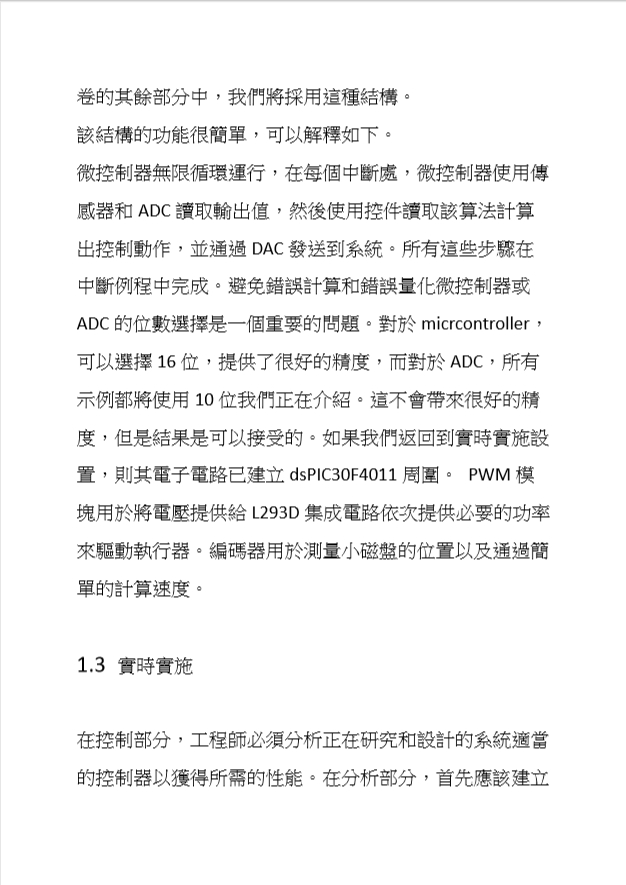 卷的其餘部分中，我們將採用這種結構。
該結構的功能很簡單，可以解釋如下。
微控制器無限循環運行，在每個中斷處，微控制器使用傳
感器和 ADC 讀取輸出值，然後使用控件讀取該算法計算
出控制動作，並通過 DAC 發送到系統。所有這些步驟在
中斷例程中完成。避免錯誤計算和錯誤量化微控制器或
ADC 的位數選擇是一個重要的問題。對於 micrcontroller，
可以選擇 16 位，提供了很好的精度，而對於 ADC，所有
示例都將使用 10 位我們正在介紹。這不會帶來很好的精
度，但是結果是可以接受的。如果我們返回到實時實施設
置，則其電子電路已建立 dsPIC30F4011 周圍。 PWM 模
塊用於將電壓提供給 L293D 集成電路依次提供必要的功率
來驅動執行器。編碼器用於測量小磁盤的位置以及通過簡
單的計算速度。
1.3 實時實施
在控制部分，工程師必須分析正在研究和設計的系統適當
的控制器以獲得所需的性能。在分析部分，首先應該建立